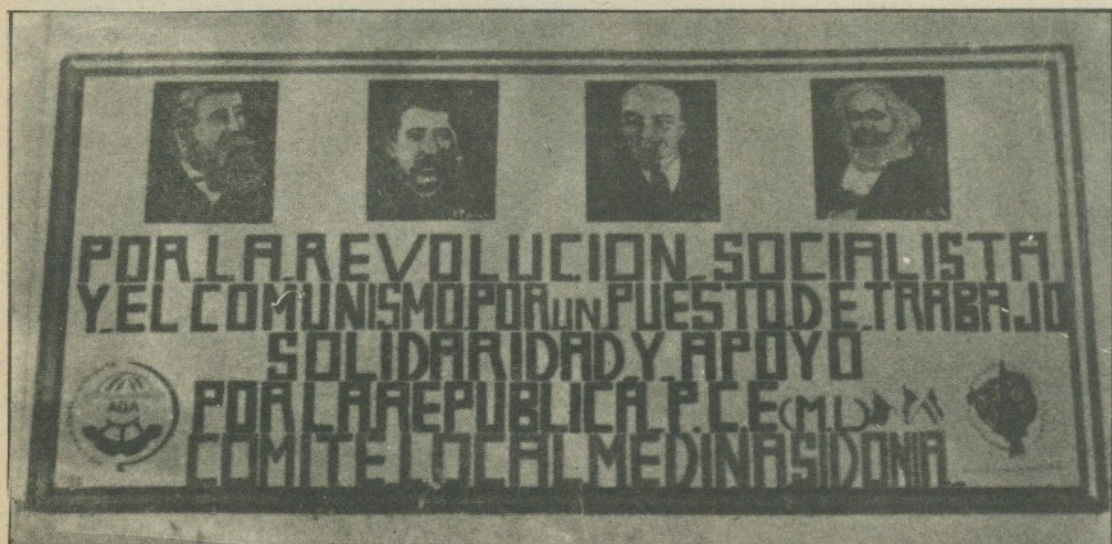 POR LA REVOLUCION SOCIALISTA
Y EL COMUNISMO POR UN PUESTO DE TRABAJO
SOLIDARIDAD Y APOYO
POR LA REPUBLICA P.C.E (M.L)
COMITE LOCAL MEDINA SIDONIA
AOA